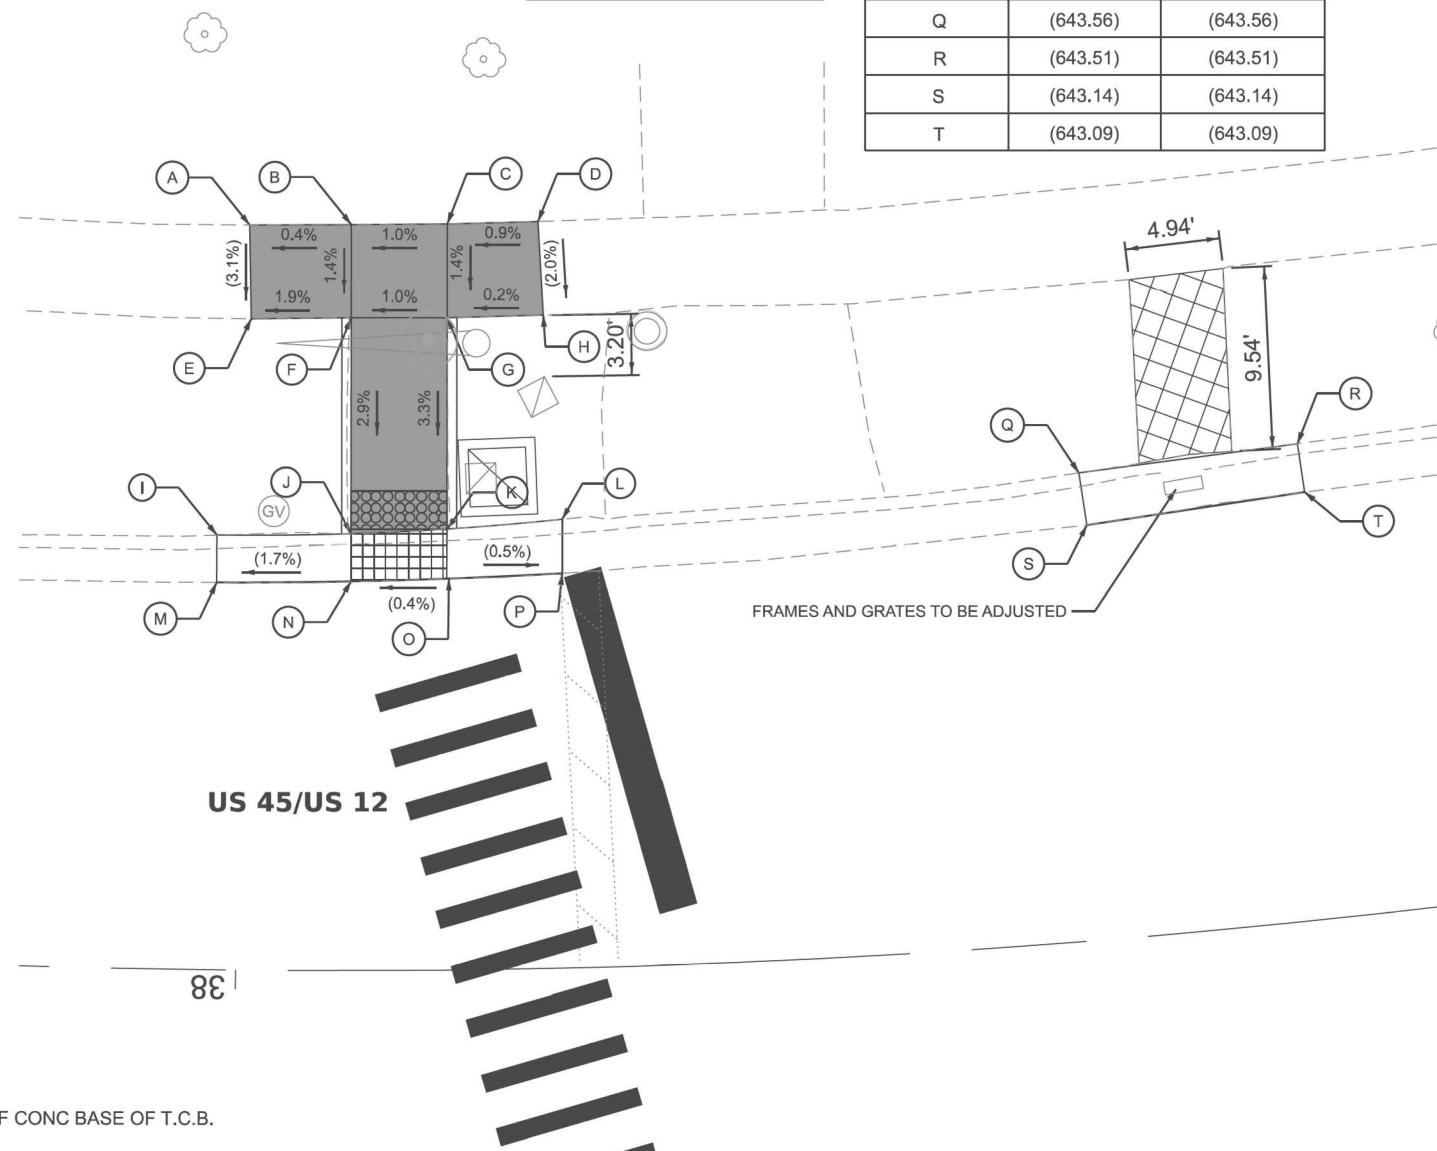 Q (643.56) (643.56)
R (643.51) (643.51)
S (643.14) (643.14)
T (643.09) (643.09)
A
B
C
D
0.4%
1.0%
0.9%
(3.1%)
1.4%
1.4%
(2.0%)
1.9%
1.0%
0.2%
E
F
G
H
3.20'
4.94'
9.54'
2.9%
3.3%
Q
R
I
J
K
L
GV
(1.7%)
(0.5%)
(0.4%)
M
N
O
P
S
T
FRAMES AND GRATES TO BE ADJUSTED
US 45/US 12
38
F CONC BASE OF T.C.B.